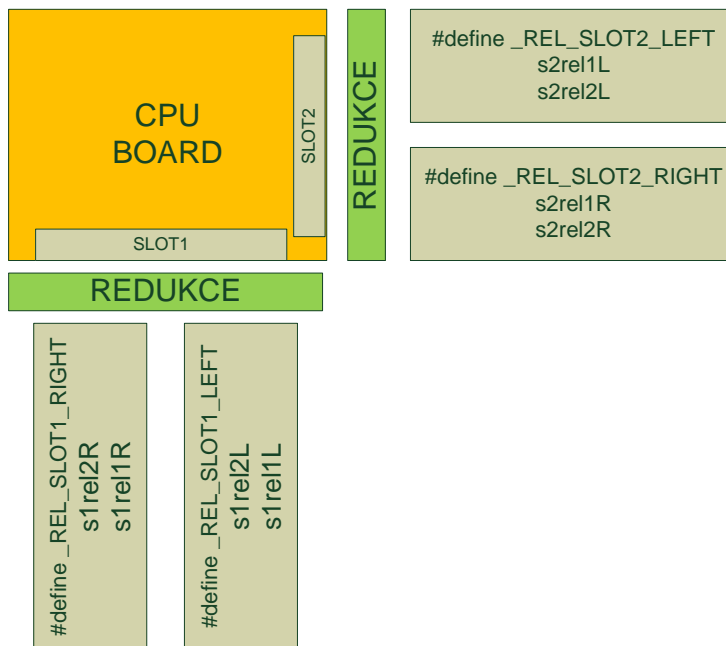 CPU
BOARD
SLOT2
SLOT1
REDUKCE
#define _REL_SLOT2_LEFT
s2rel1L
s2rel2L
#define _REL_SLOT2_RIGHT
s2rel1R
s2rel2R
REDUKCE
#define _REL_SLOT1_RIGHT
s1rel2R
s1rel1R
#define _REL_SLOT1_LEFT
s1rel2L
s1rel1L